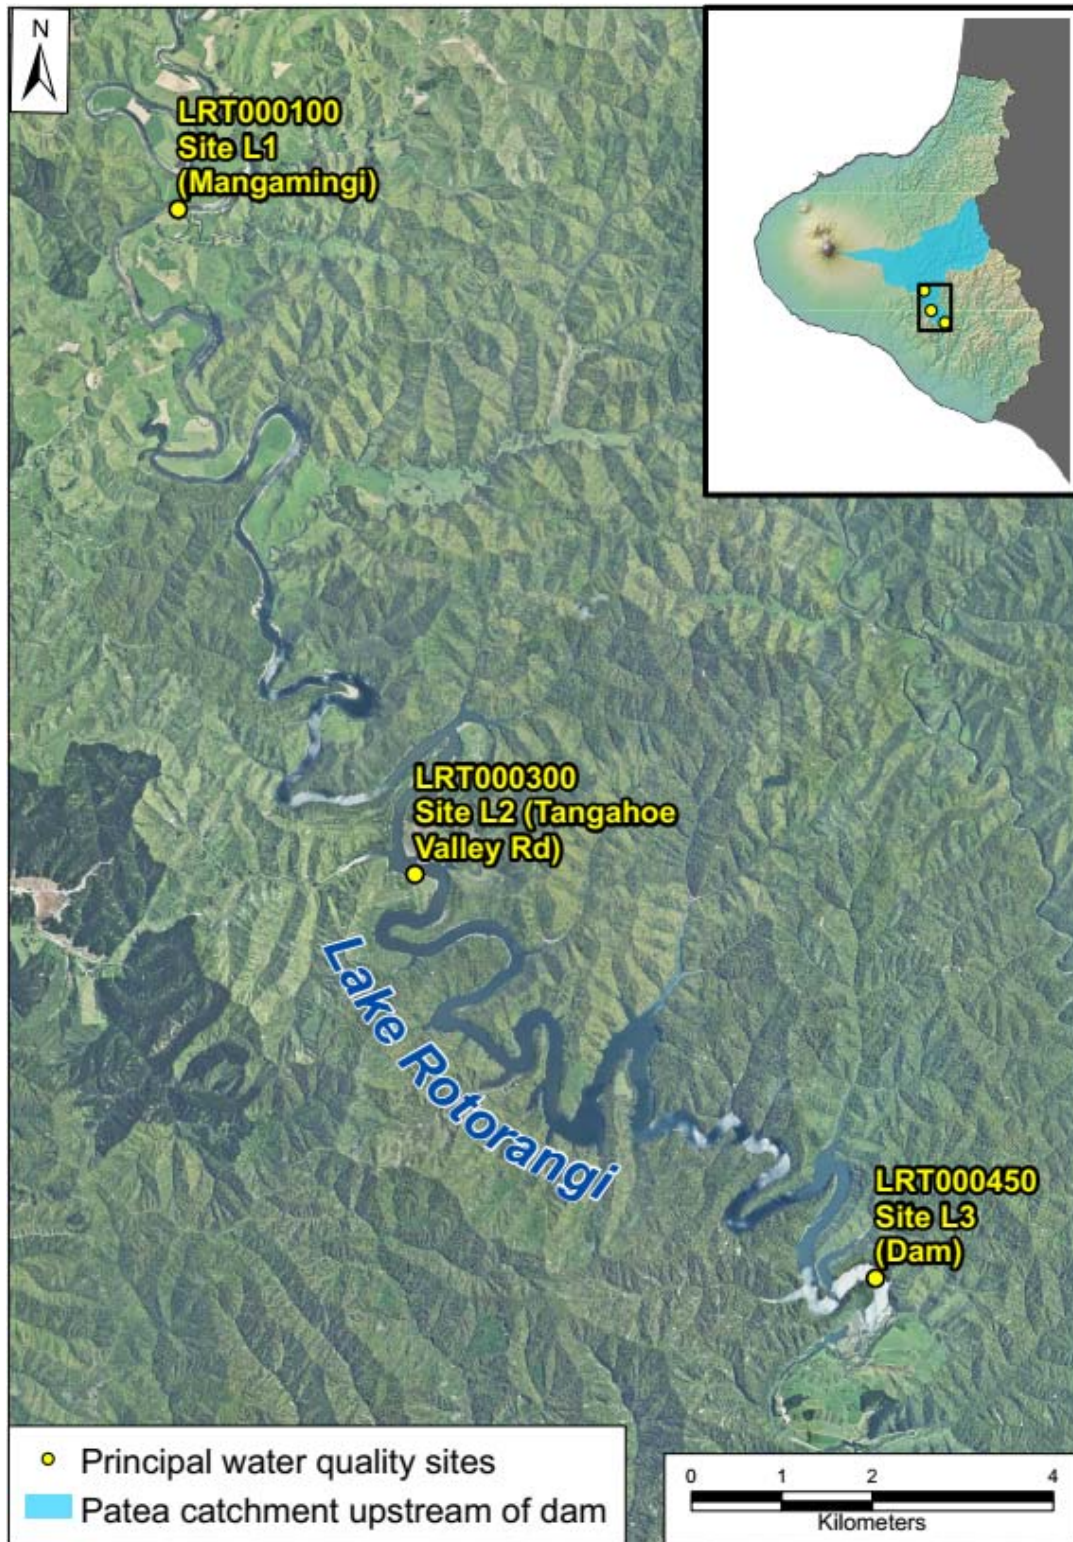 N
LRT000100
Site L1
(Mangamingi)
LRT000300
Site L2 (Tangahoe
Valley Rd)
Lake Rotorangi
LRT000450
Site L3
(Dam)
Principal water quality sites
Patea catchment upstream of dam
0 1 2 4
Kilometers